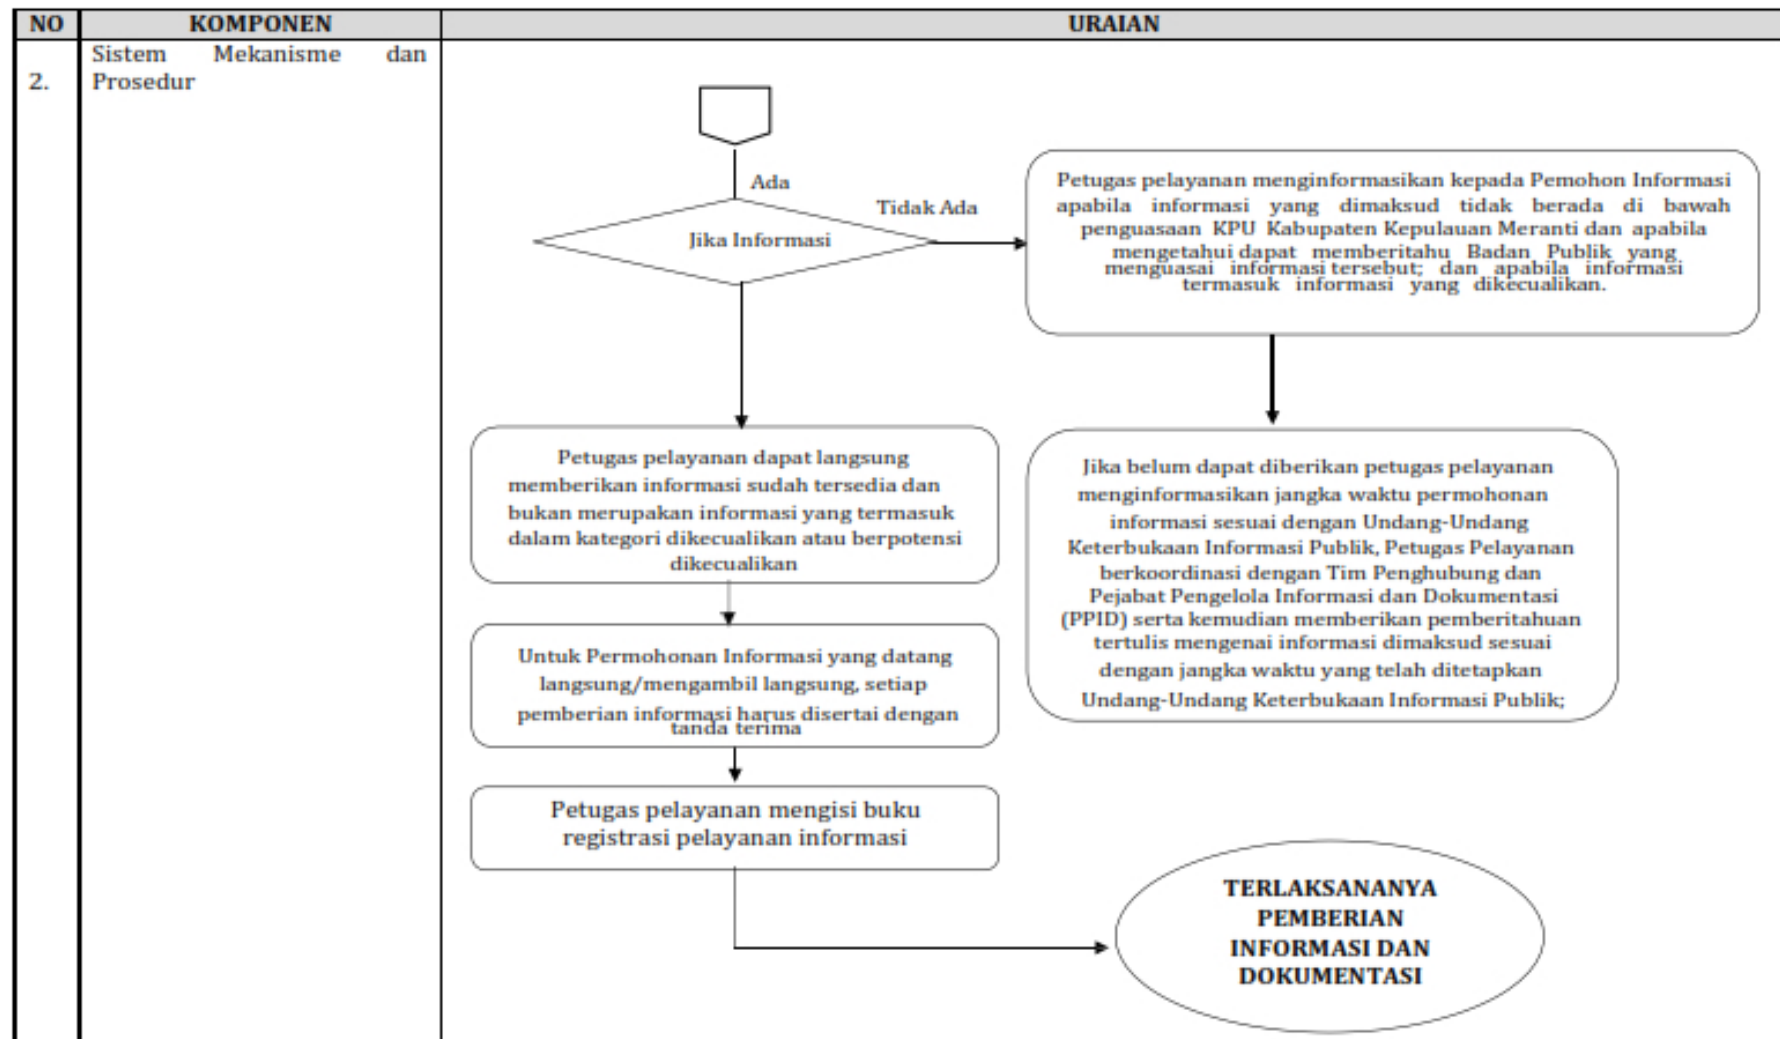 NO KOMPONEN URAIAN
2.
Sistem Mekanisme dan
Prosedur
Ada
Tidak Ada
Jika Informasi
Petugas pelayanan menginformasikan kepada Pemohon Informasi
apabila informasi yang dimaksud tidak berada di bawah
penguasaan KPU Kabupaten Kepulauan Meranti dan apabila
mengetahui dapat memberitahu Badan Publik yang
menguasai informasi tersebut; dan apabila informasi
termasuk informasi yang dikecualikan.
Petugas pelayanan dapat langsung
memberikan informasi sudah tersedia dan
bukan merupakan informasi yang termasuk
dalam kategori dikecualikan atau berpotensi
dikecualikan
Jika belum dapat diberikan petugas pelayanan
menginformasikan jangka waktu permohonan
informasi sesuai dengan Undang-Undang
Keterbukaan Informasi Publik, Petugas Pelayanan
berkoordinasi dengan Tim Penghubung dan
Pejabat Pengelola Informasi dan Dokumentasi
(PPID) serta kemudian memberikan pemberitahuan
tertulis mengenai informasi dimaksud sesuai
dengan jangka waktu yang telah ditetapkan
Undang-Undang Keterbukaan Informasi Publik;
Untuk Permohonan Informasi yang datang
langsung/mengambil langsung, setiap
pemberian informasi harus disertai dengan
tanda terima
Petugas pelayanan mengisi buku
registrasi pelayanan informasi
TERLAKSANANYA
PEMBERIAN
INFORMASI DAN
DOKUMENTASI